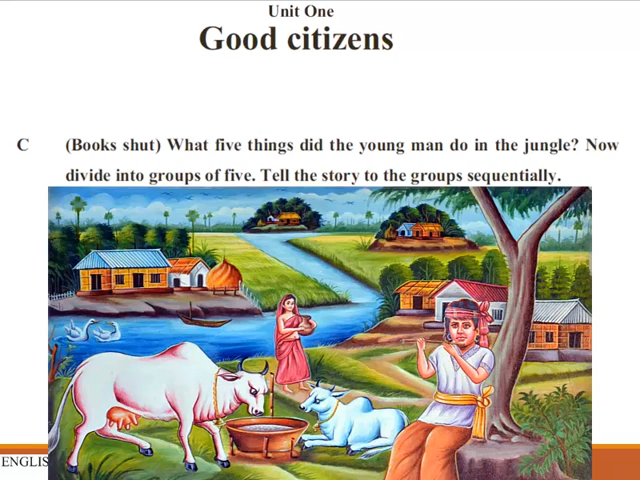 Unit One
Good citizens
C (Books shut) What five things did the young man do in the jungle? Now
divide into groups of five. Tell the story to the groups sequentially.
ENGLIS